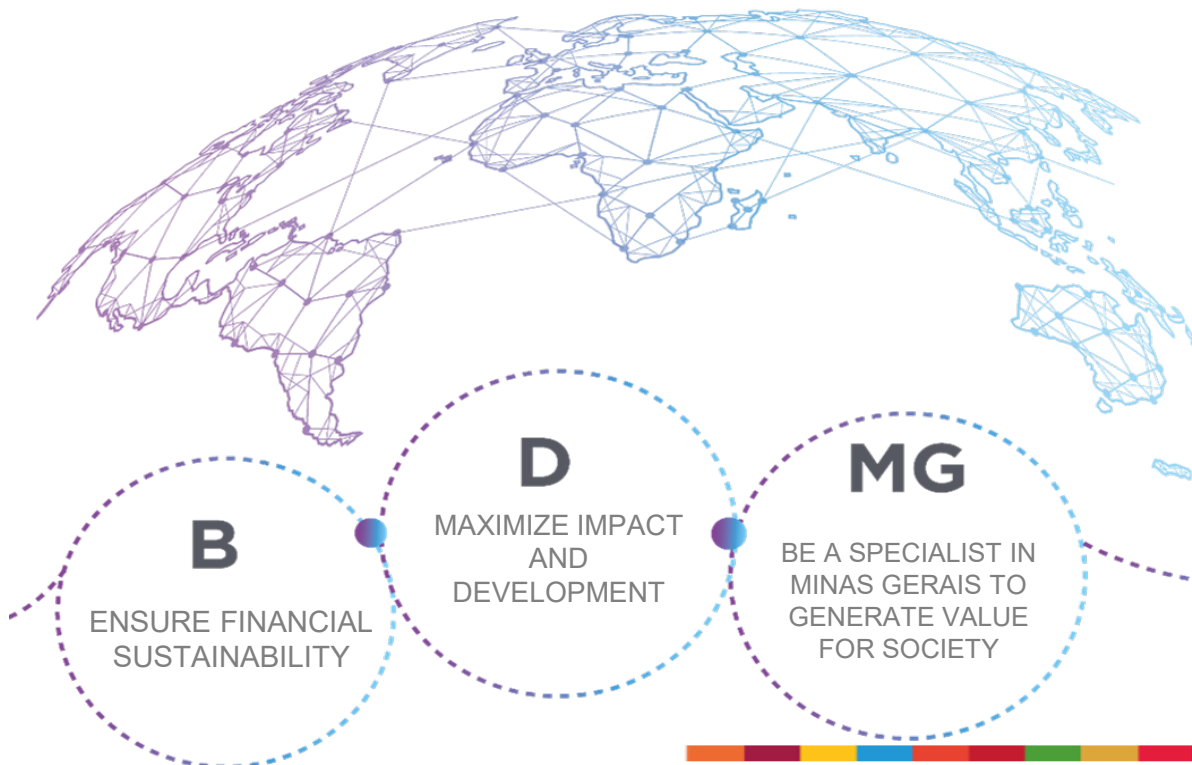 B
ENSURE FINANCIAL
SUSTAINABILITY
D
MAXIMIZE IMPACT
AND
DEVELOPMENT
MG
BE A SPECIALIST IN
MINAS GERAIS TO
GENERATE VALUE
FOR SOCIETY